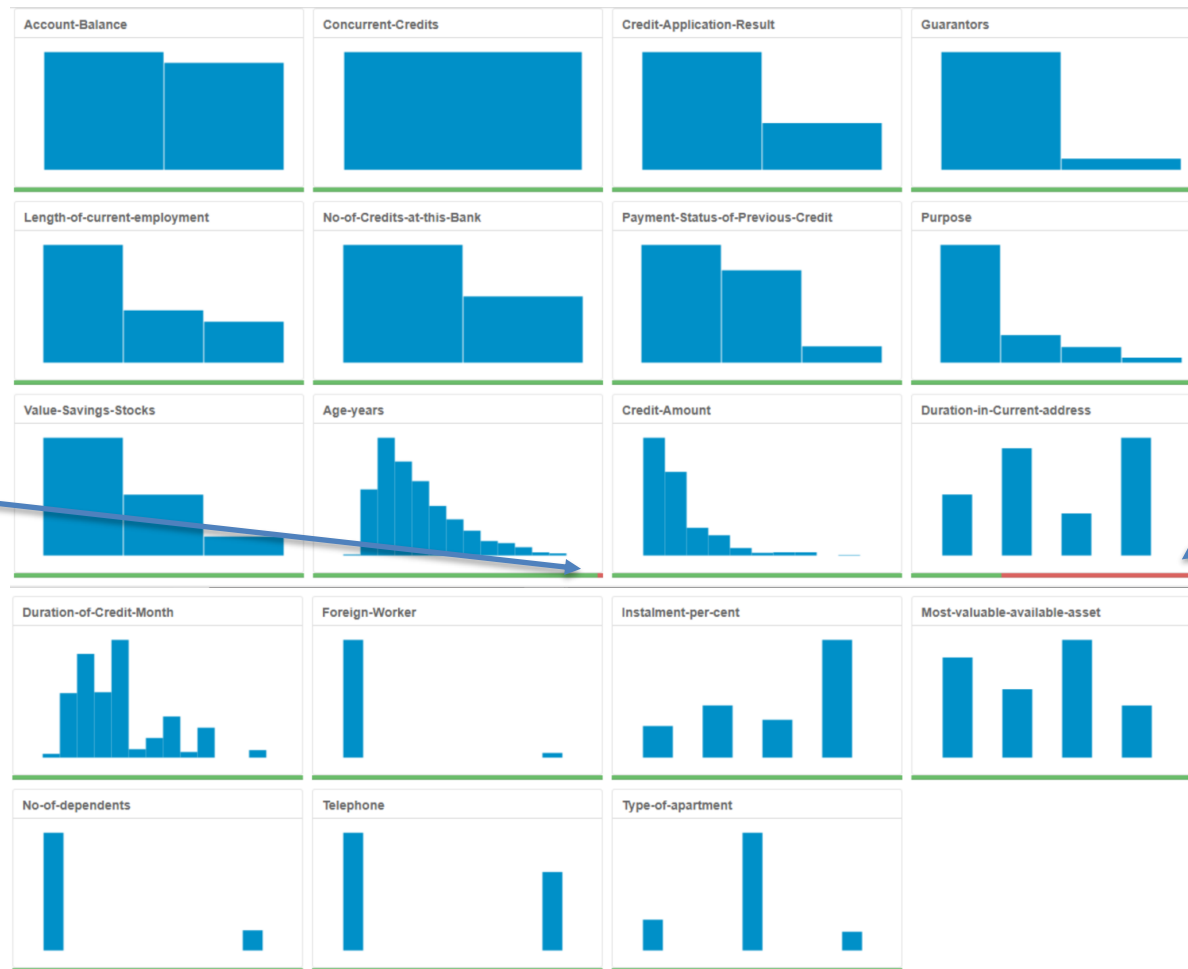 Account-Balance
Concurrent-Credits
Credit-Application-Result
Guarantors
Length-of-current-employment
No-of-Credits-at-this-Bank
Payment-Status-of-Previous-Credit
Purpose
Value-Savings-Stocks
Age-years
Credit-Amount
Duration-in-Current-address
Duration-of-Credit-Month
Foreign-Worker
Instalment-per-cent
Most-valuable-available-asset
No-of-dependents
Telephone
Type-of-apartment